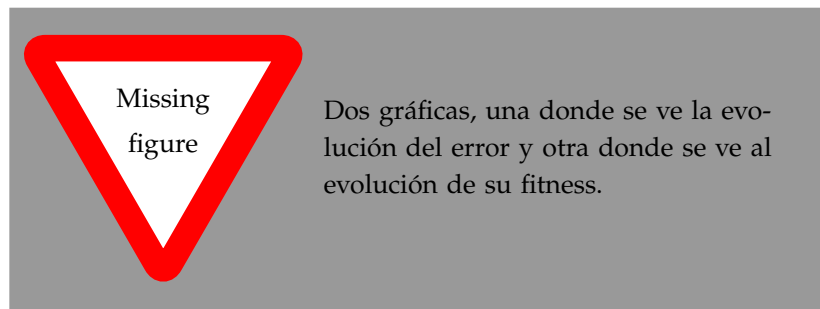 Missing
figure
Dos gráficas, una donde se ve la evo-
lución del error y otra donde se ve al
evolución de su fitness.